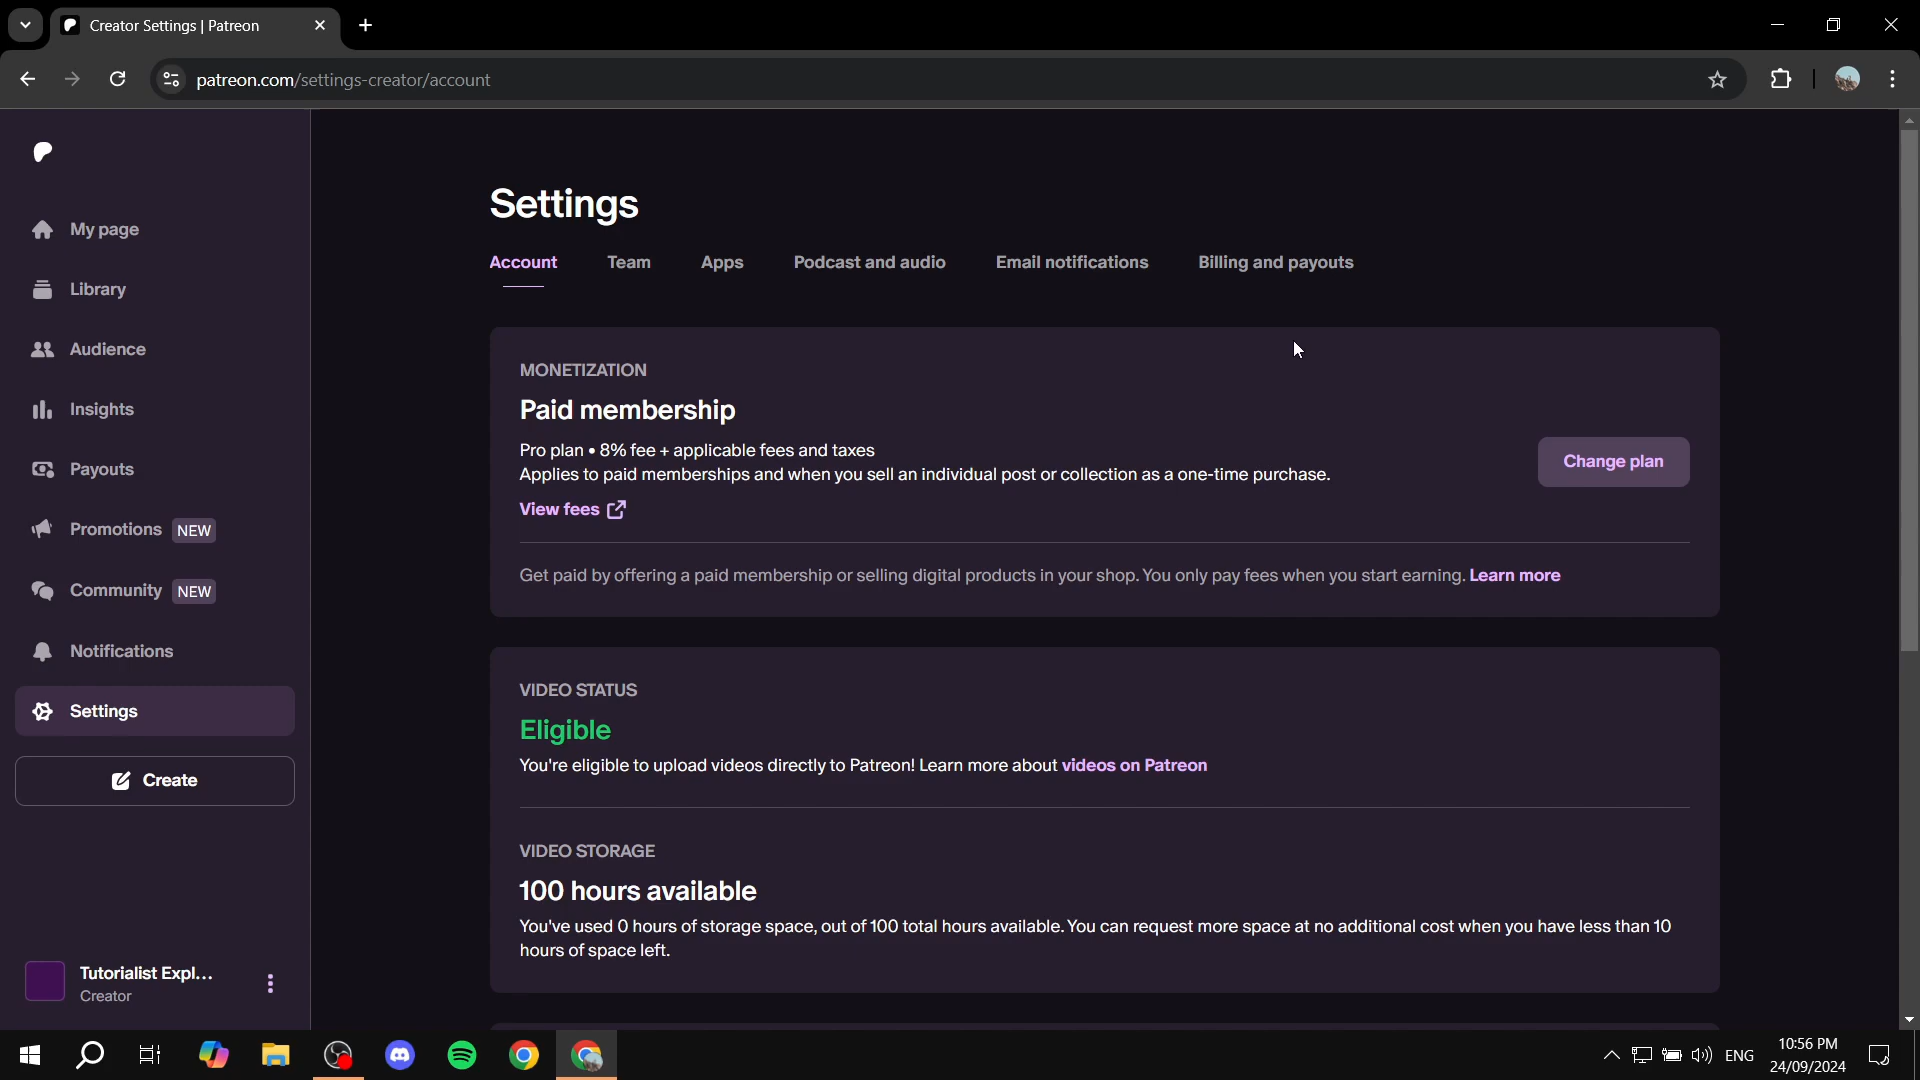 Creator Settings | Patreon
patreon.com/settings-creator/account
My page
Library
Audience
Insights
Payouts
Promotions NEW
Community NEW
Notifications
Settings
Create
Tutorialist Expl...
Creator
Settings
Account Team Apps Podcast and audio Email notifications Billing and payouts
MONETIZATION
Paid membership
Pro plan • 8% fee + applicable fees and taxes
Applies to paid memberships and when you sell an individual post or collection as a one-time purchase.
Change plan
View fees
Get paid by offering a paid membership or selling digital products in your shop. You only pay fees when you start earning. Learn more
VIDEO STATUS
Eligible
You're eligible to upload videos directly to Patreon! Learn more about videos on Patreon
VIDEO STORAGE
100 hours available
You've used 0 hours of storage space, out of 100 total hours available. You can request more space at no additional cost when you have less than 10
hours of space left.
ENG
10:56 PM
24/09/2024